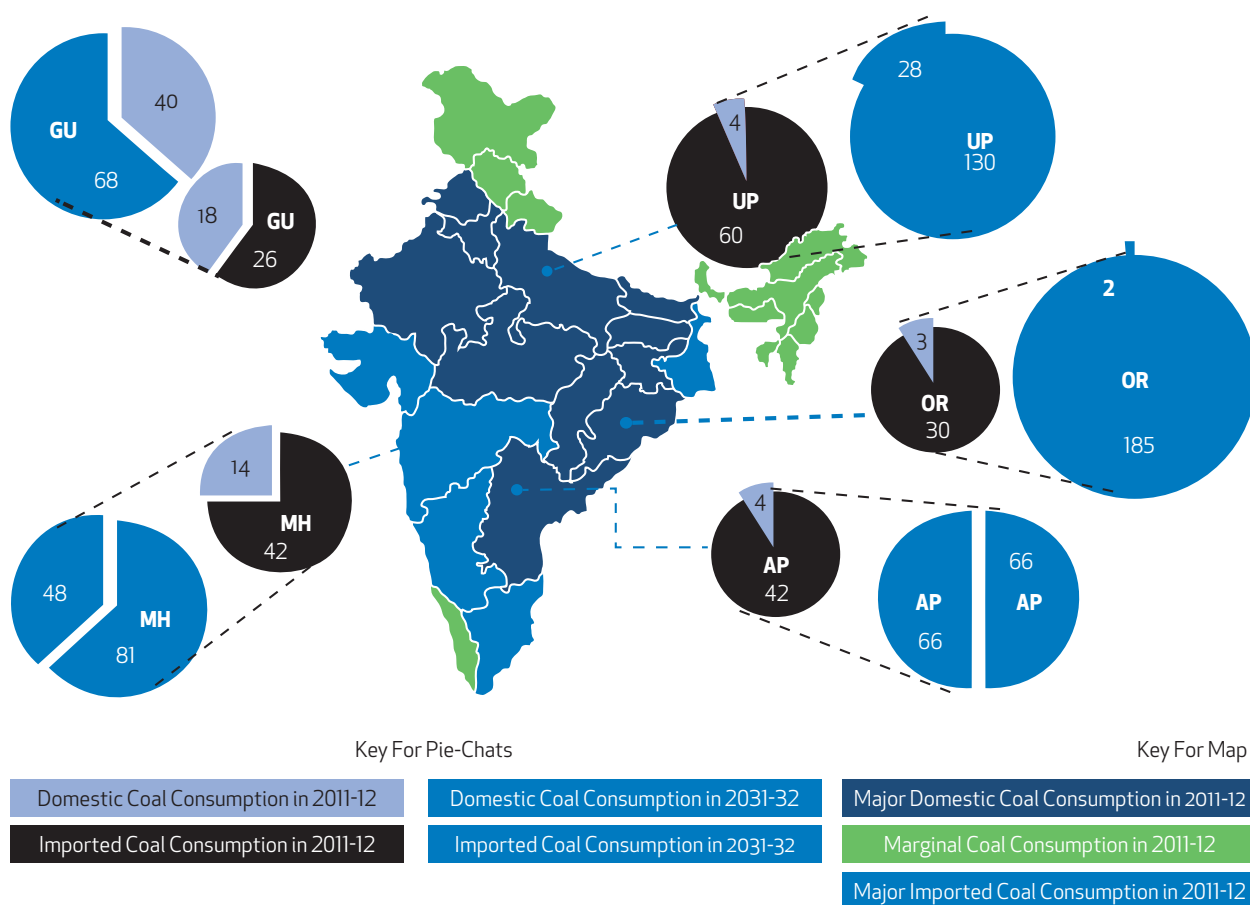 40
GU
68
18
GU
26
4
UP
60
28
UP
130
3
OR
30
2
OR
185
14
MH
42
48
MH
81
4
AP
42
AP
66
66
AP
Key For Pie-Chats
Key For Map
Domestic Coal Consumption in 2011-12
Domestic Coal Consumption in 2031-32
Major Domestic Coal Consumption in 2011-12
Imported Coal Consumption in 2011-12
Imported Coal Consumption in 2031-32
Marginal Coal Consumption in 2011-12
Major Imported Coal Consumption in 2011-12